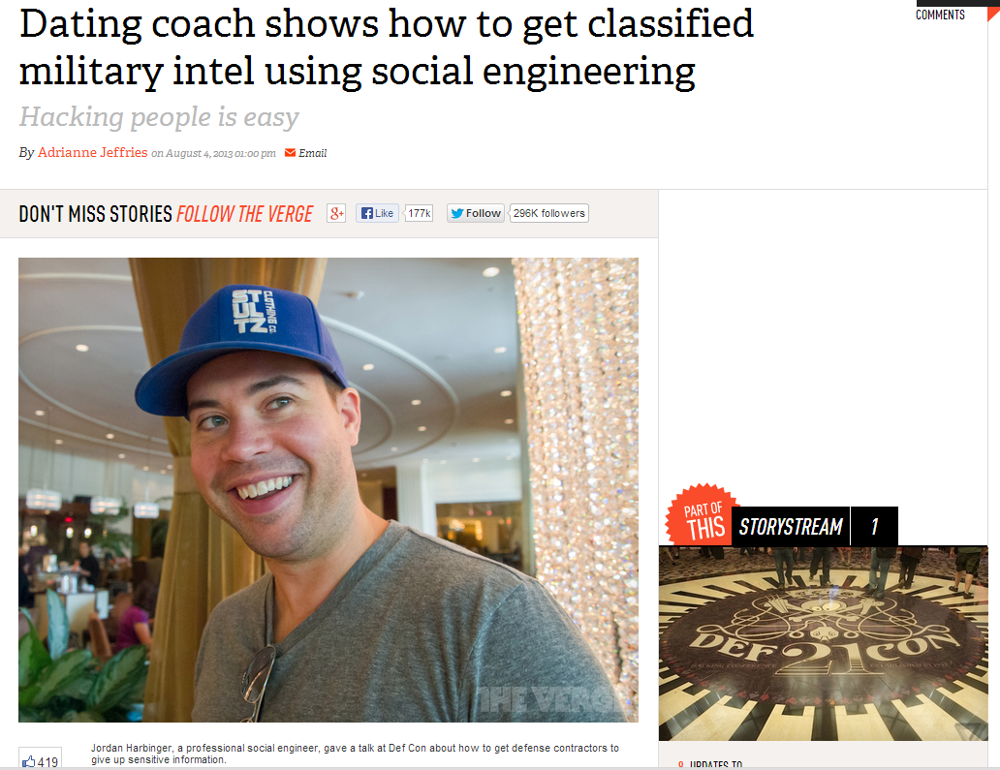 Dating coach shows how to get classified
military intel using social engineering
Hacking people is easy
By Adrianne Jeffries on August 4, 2013 01:00 pm Email
COMMENTS
DON'T MISS STORIES FOLLOW THE VERGE g+ Like 177k Follow 296K followers
STULTZ
CLOTHING CO.
THE VERGE
PART OF
THIS
STORYSTREAM 1
DEF 21 CON
419
Jordan Harbinger, a professional social engineer, gave a talk at Def Con about how to get defense contractors to
give up sensitive information.
9 UPDATES TO